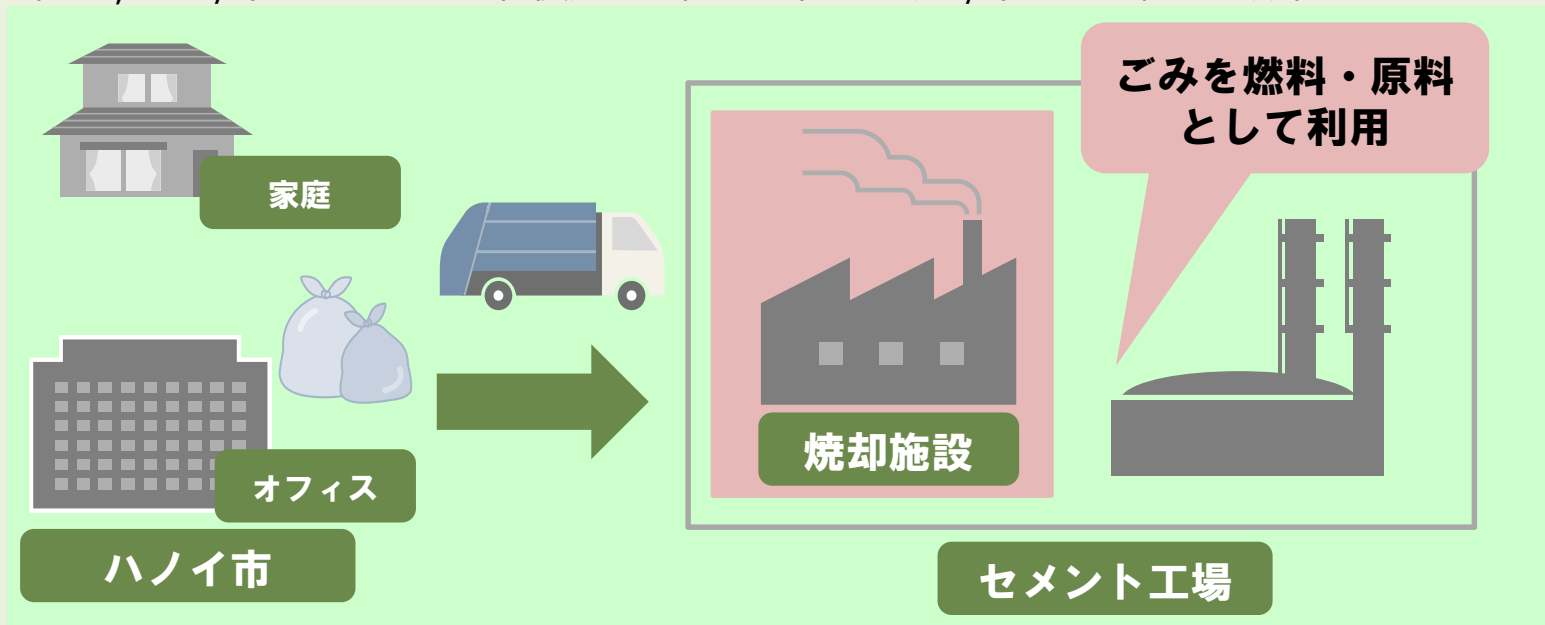 ごみを燃料・原料
として利用
家庭
オフィス
ハノイ市
焼却施設
セメント工場